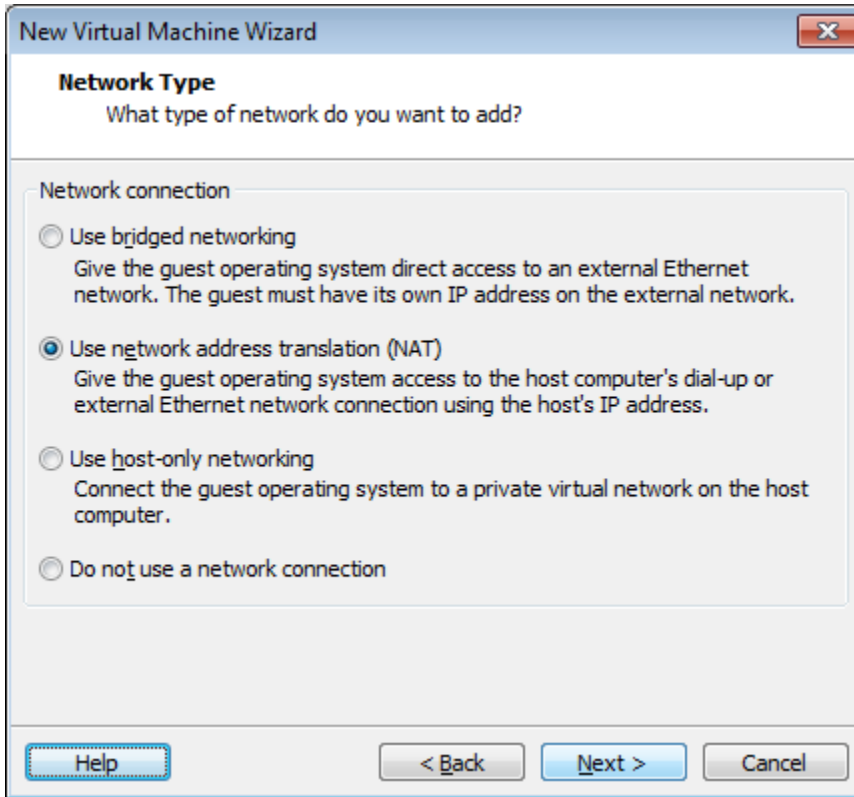 New Virtual Machine Wizard
Network Type
What type of network do you want to add?
Network connection
Use bridged networking
Give the guest operating system direct access to an external Ethernet
network. The guest must have its own IP address on the external network.
Use network address translation (NAT)
Give the guest operating system access to the host computer's dial-up or
external Ethernet network connection using the host's IP address.
Use host-only networking
Connect the guest operating system to a private virtual network on the host
computer.
Do not use a network connection
Help < Back Next > Cancel